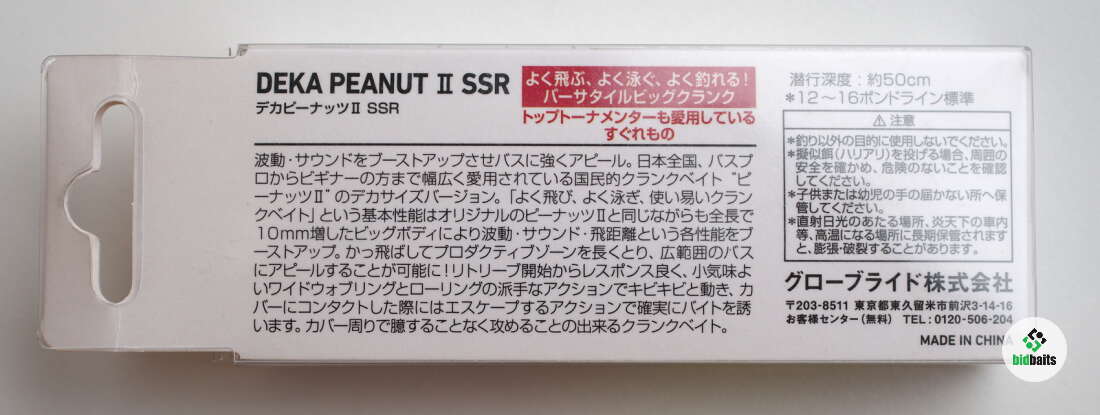 DEKA PEANUT Ⅱ SSR
デカピーナッツⅡ SSR
よく飛ぶ、よく泳ぐ、よく釣れる!
バーサタイルビッグクランク
トップトーナメンターも愛用している
すぐれもの
波動・サウンドをブーストアップさせバスに強くアピール。日本全国、バスプ
ロからビギナーの方まで幅広く愛用されている国民的クランクベイト “ピー
ナッツⅡ”のデカサイズバージョン。「よく飛び、よく泳ぎ、使い易いクラン
クベイト」という基本性能はオリジナルのピーナッツⅡと同じながらも全長で
10mm増したビッグボディにより波動・サウンド・飛距離という各性能をブ
ーストアップ。かっ飛ばしてプロダクティブゾーンを長くとり、広範囲のバス
にアピールすることが可能に!リトリーブ開始からレスポンス良く、小気味よ
いワイドウォブリングとローリングの派手なアクションでキビキビと動き、カ
バーにコンタクトした際にはエスケープするアクションで確実にバイトを誘
います。カバー周りで臆することなく攻めることの出来るクランクベイト。
潜行深度:約50cm
*12~16ポンドライン標準
⚠ 注意
*釣り以外の目的に使用しないでください。
*擬似餌(ハリアリ)を投げる場合、周囲の
安全を確かめ、危険のないことを確認
してください。
*子供または幼児の手の届かない所へ保
管してください。
*直射日光のあたる場所、炎天下の車内
等、高温になる場所に長期保管されます
と、膨張・破裂することがあります。
グローブライド株式会社
〒203-8511 東京都東久留米市前沢3-14-16
お客様センター(無料) TEL:0120-506-204
MADE IN CHINA
bidbaits